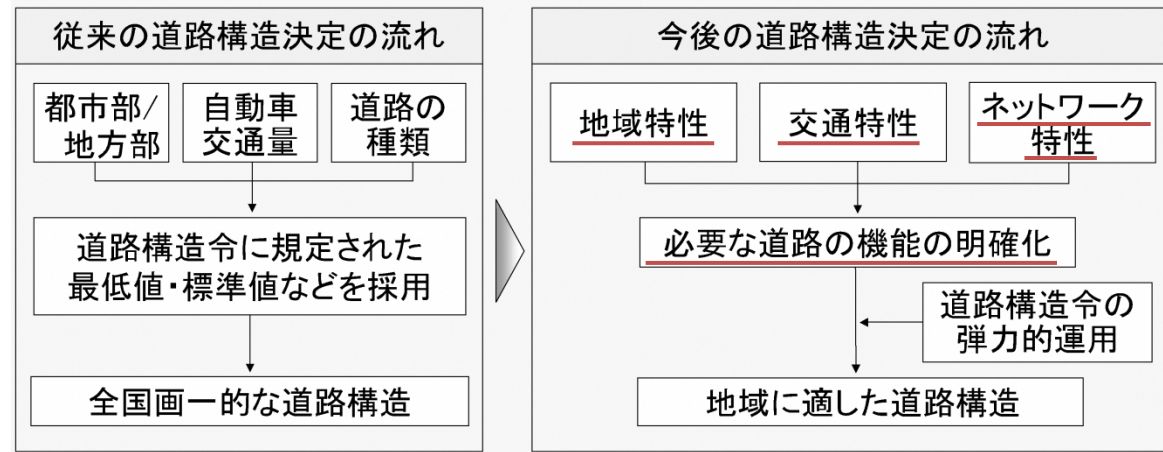 従来の道路構造決定の流れ
都市部/
地方部
自動車
交通量
道路の
種類
道路構造令に規定された
最低値・標準値などを採用
全国画一的な道路構造
今後の道路構造決定の流れ
地域特性
交通特性
ネットワーク
特性
必要な道路の機能の明確化
道路構造令の
弾力的運用
地域に適した道路構造